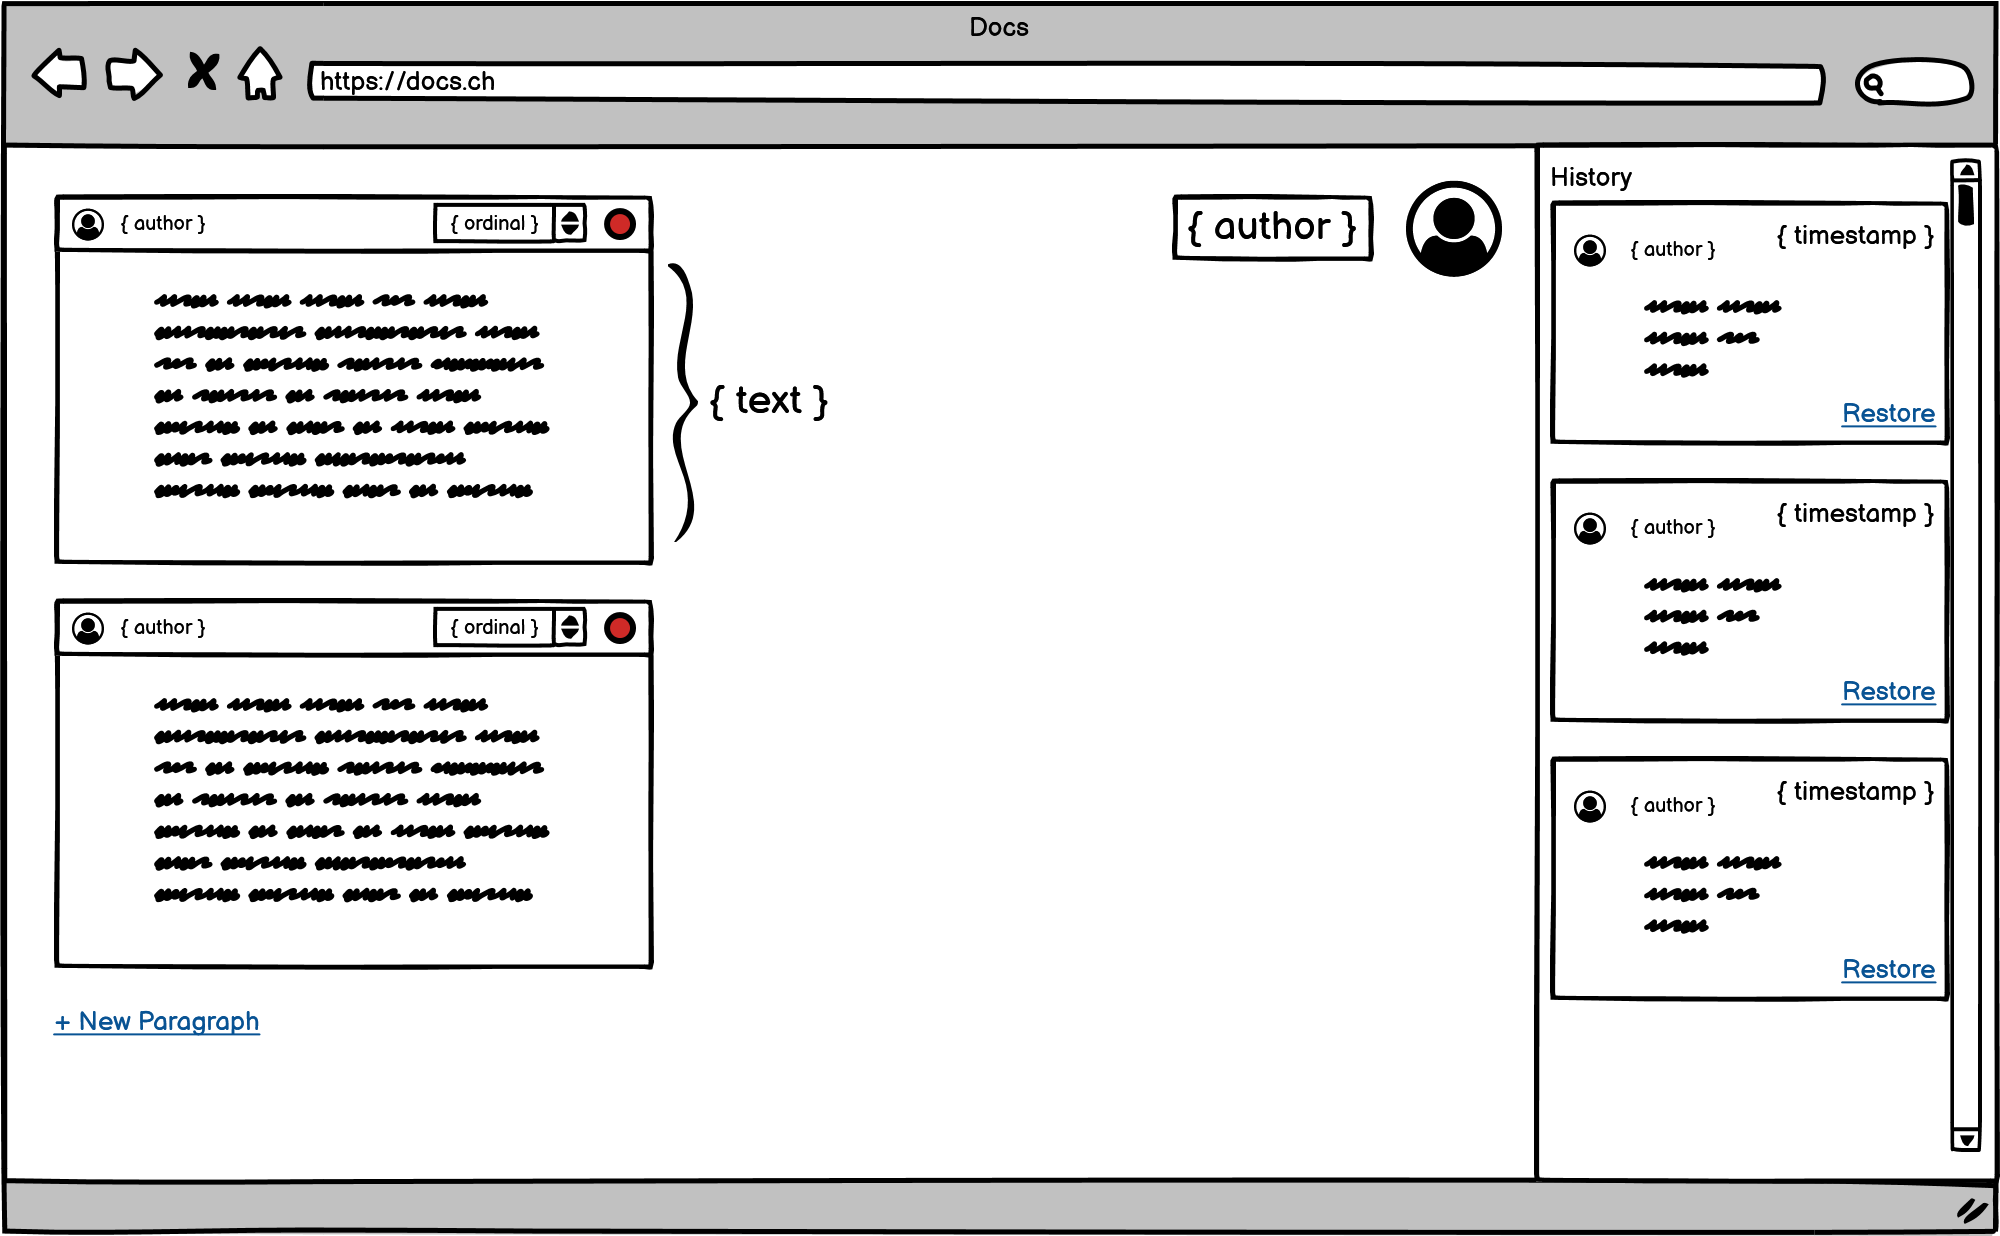 Docs
https://docs.ch
{ author }
{ ordinal }
{ text }
{ author }
{ ordinal }
+ New Paragraph
{ author }
History
{ author }
{ timestamp }
Restore
{ author }
{ timestamp }
Restore
{ author }
{ timestamp }
Restore